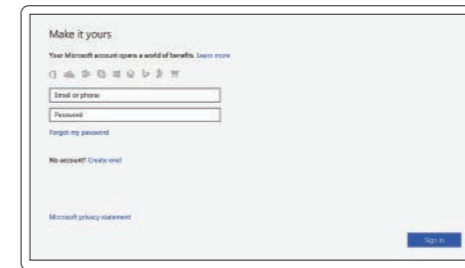 Make it yours
Your Microsoft account opens a world of benefits. Learn more
Email or phone
Password
Forgot my password
No account? Create one!
Microsoft privacy statement
Sign in